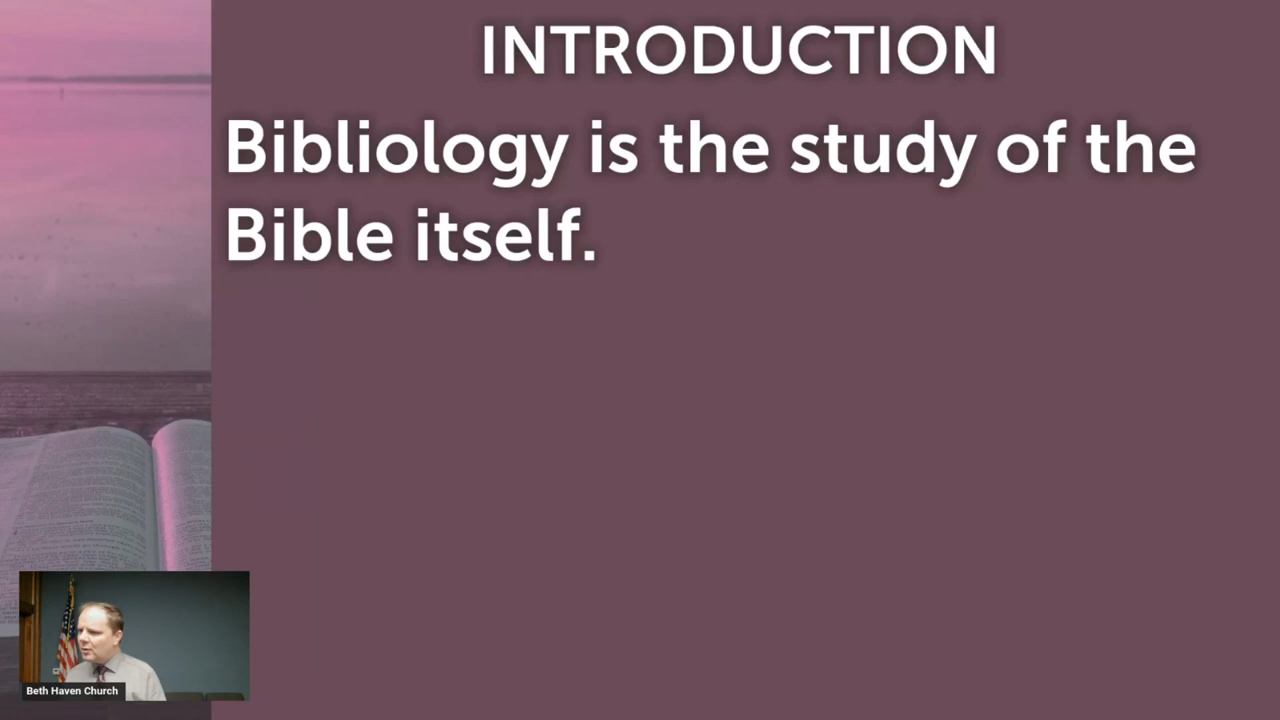 INTRODUCTION
Bibliology is the study of the
Bible itself.
Beth Haven Church